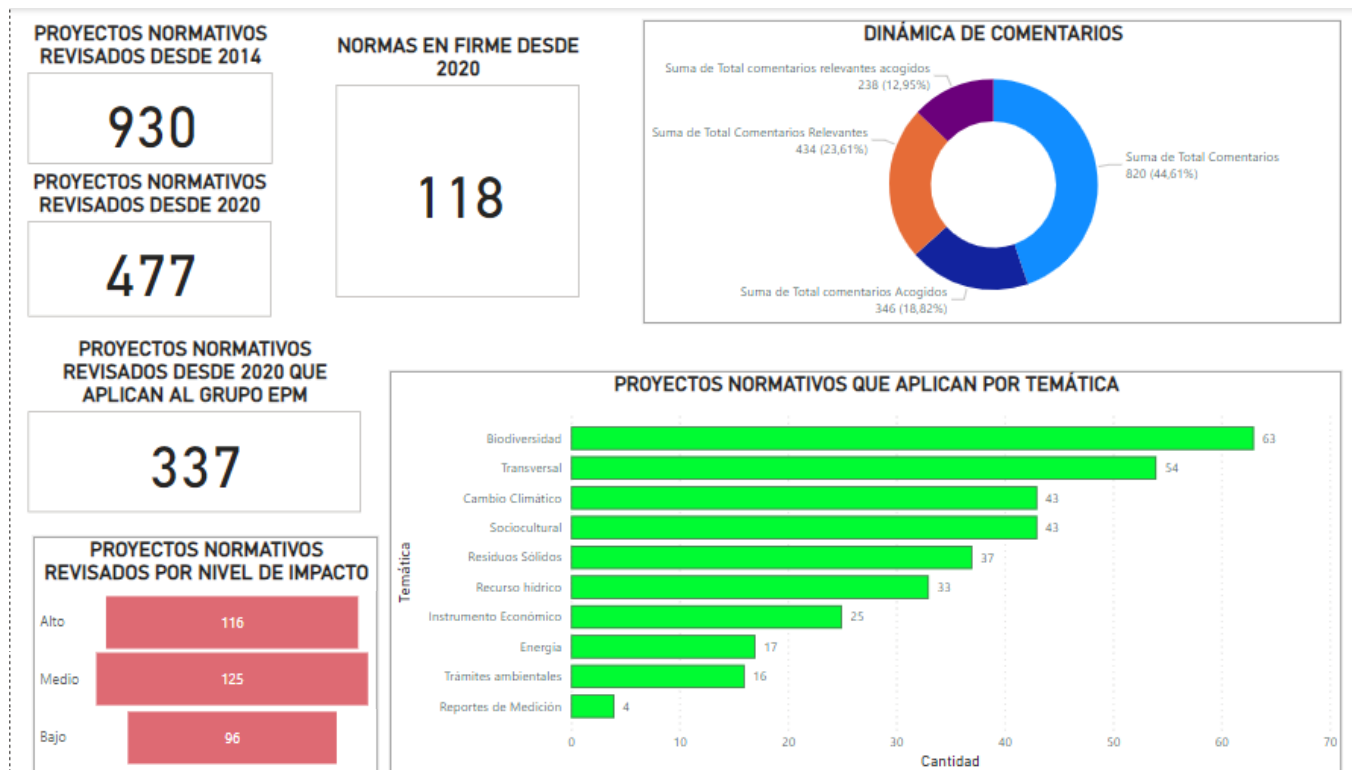 PROYECTOS NORMATIVOS
REVISADOS DESDE 2014
930
PROYECTOS NORMATIVOS
REVISADOS DESDE 2020
477
NORMAS EN FIRME DESDE
2020
118
DINÁMICA DE COMENTARIOS
Suma de Total comentarios relevantes acogidos
238 (12,95%)
Suma de Total Comentarios Relevantes
434 (23,61%)
Suma de Total Comentarios
820 (44,61%)
Suma de Total comentarios Acogidos
346 (18,82%)
PROYECTOS NORMATIVOS
REVISADOS DESDE 2020 QUE
APLICAN AL GRUPO EPM
337
PROYECTOS NORMATIVOS
REVISADOS POR NIVEL DE IMPACTO
Alto 116
Medio 125
Bajo 96
PROYECTOS NORMATIVOS QUE APLICAN POR TEMÁTICA
Temática
Biodiversidad 63
Transversal 54
Cambio Climático 43
Sociocultural 43
Residuos Sólidos 37
Recurso hídrico 33
Instrumento Económico 25
Energía 17
Trámites ambientales 16
Reportes de Medición 4
0 10 20 30 40 50 60 70
Cantidad